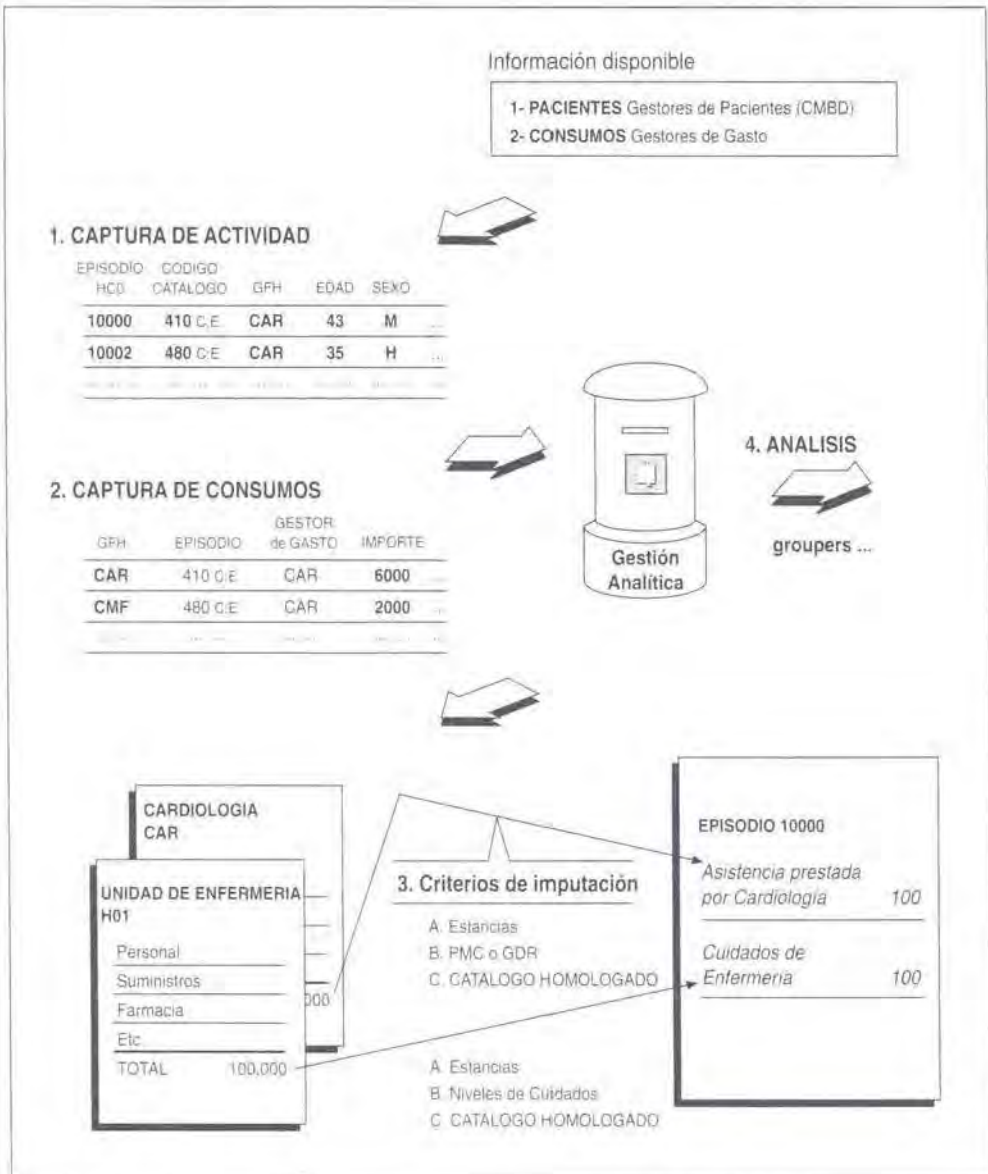 Información disponible
1- PACIENTES Gestores de Pacientes (CMBD)
2- CONSUMOS Gestores de Gasto
1. CAPTURA DE ACTIVIDAD
EPISODIO CODIGO
CATALOGO GFH EDAD SEXO
10000 410 C.E CAR 43 M ...
10002 480 C.E CAR 35 H ...
2. CAPTURA DE CONSUMOS
GESTOR
GFH EPISODIO de GASTO IMPORTE
CAR 410 C.E CAR 6000
CMF 480 C.E CAR 2000 ...
Gestión
Analítica
4. ANALISIS
groupers ...
CARDIOLOGIA
CAR
000
UNIDAD DE ENFERMERIA
H01
Personal
Suministros
Farmacia
Etc
TOTAL 100,000
3. Criterios de imputación
A. Estancias
B. PMC o GDR
C. CATALOGO HOMOLOGADO
A. Estancias
B. Niveles de Cuidados
C. CATALOGO HOMOLOGADO
EPISODIO 10000
Asistencia prestada
por Cardiología 100
Cuidados de
Enfermería 100